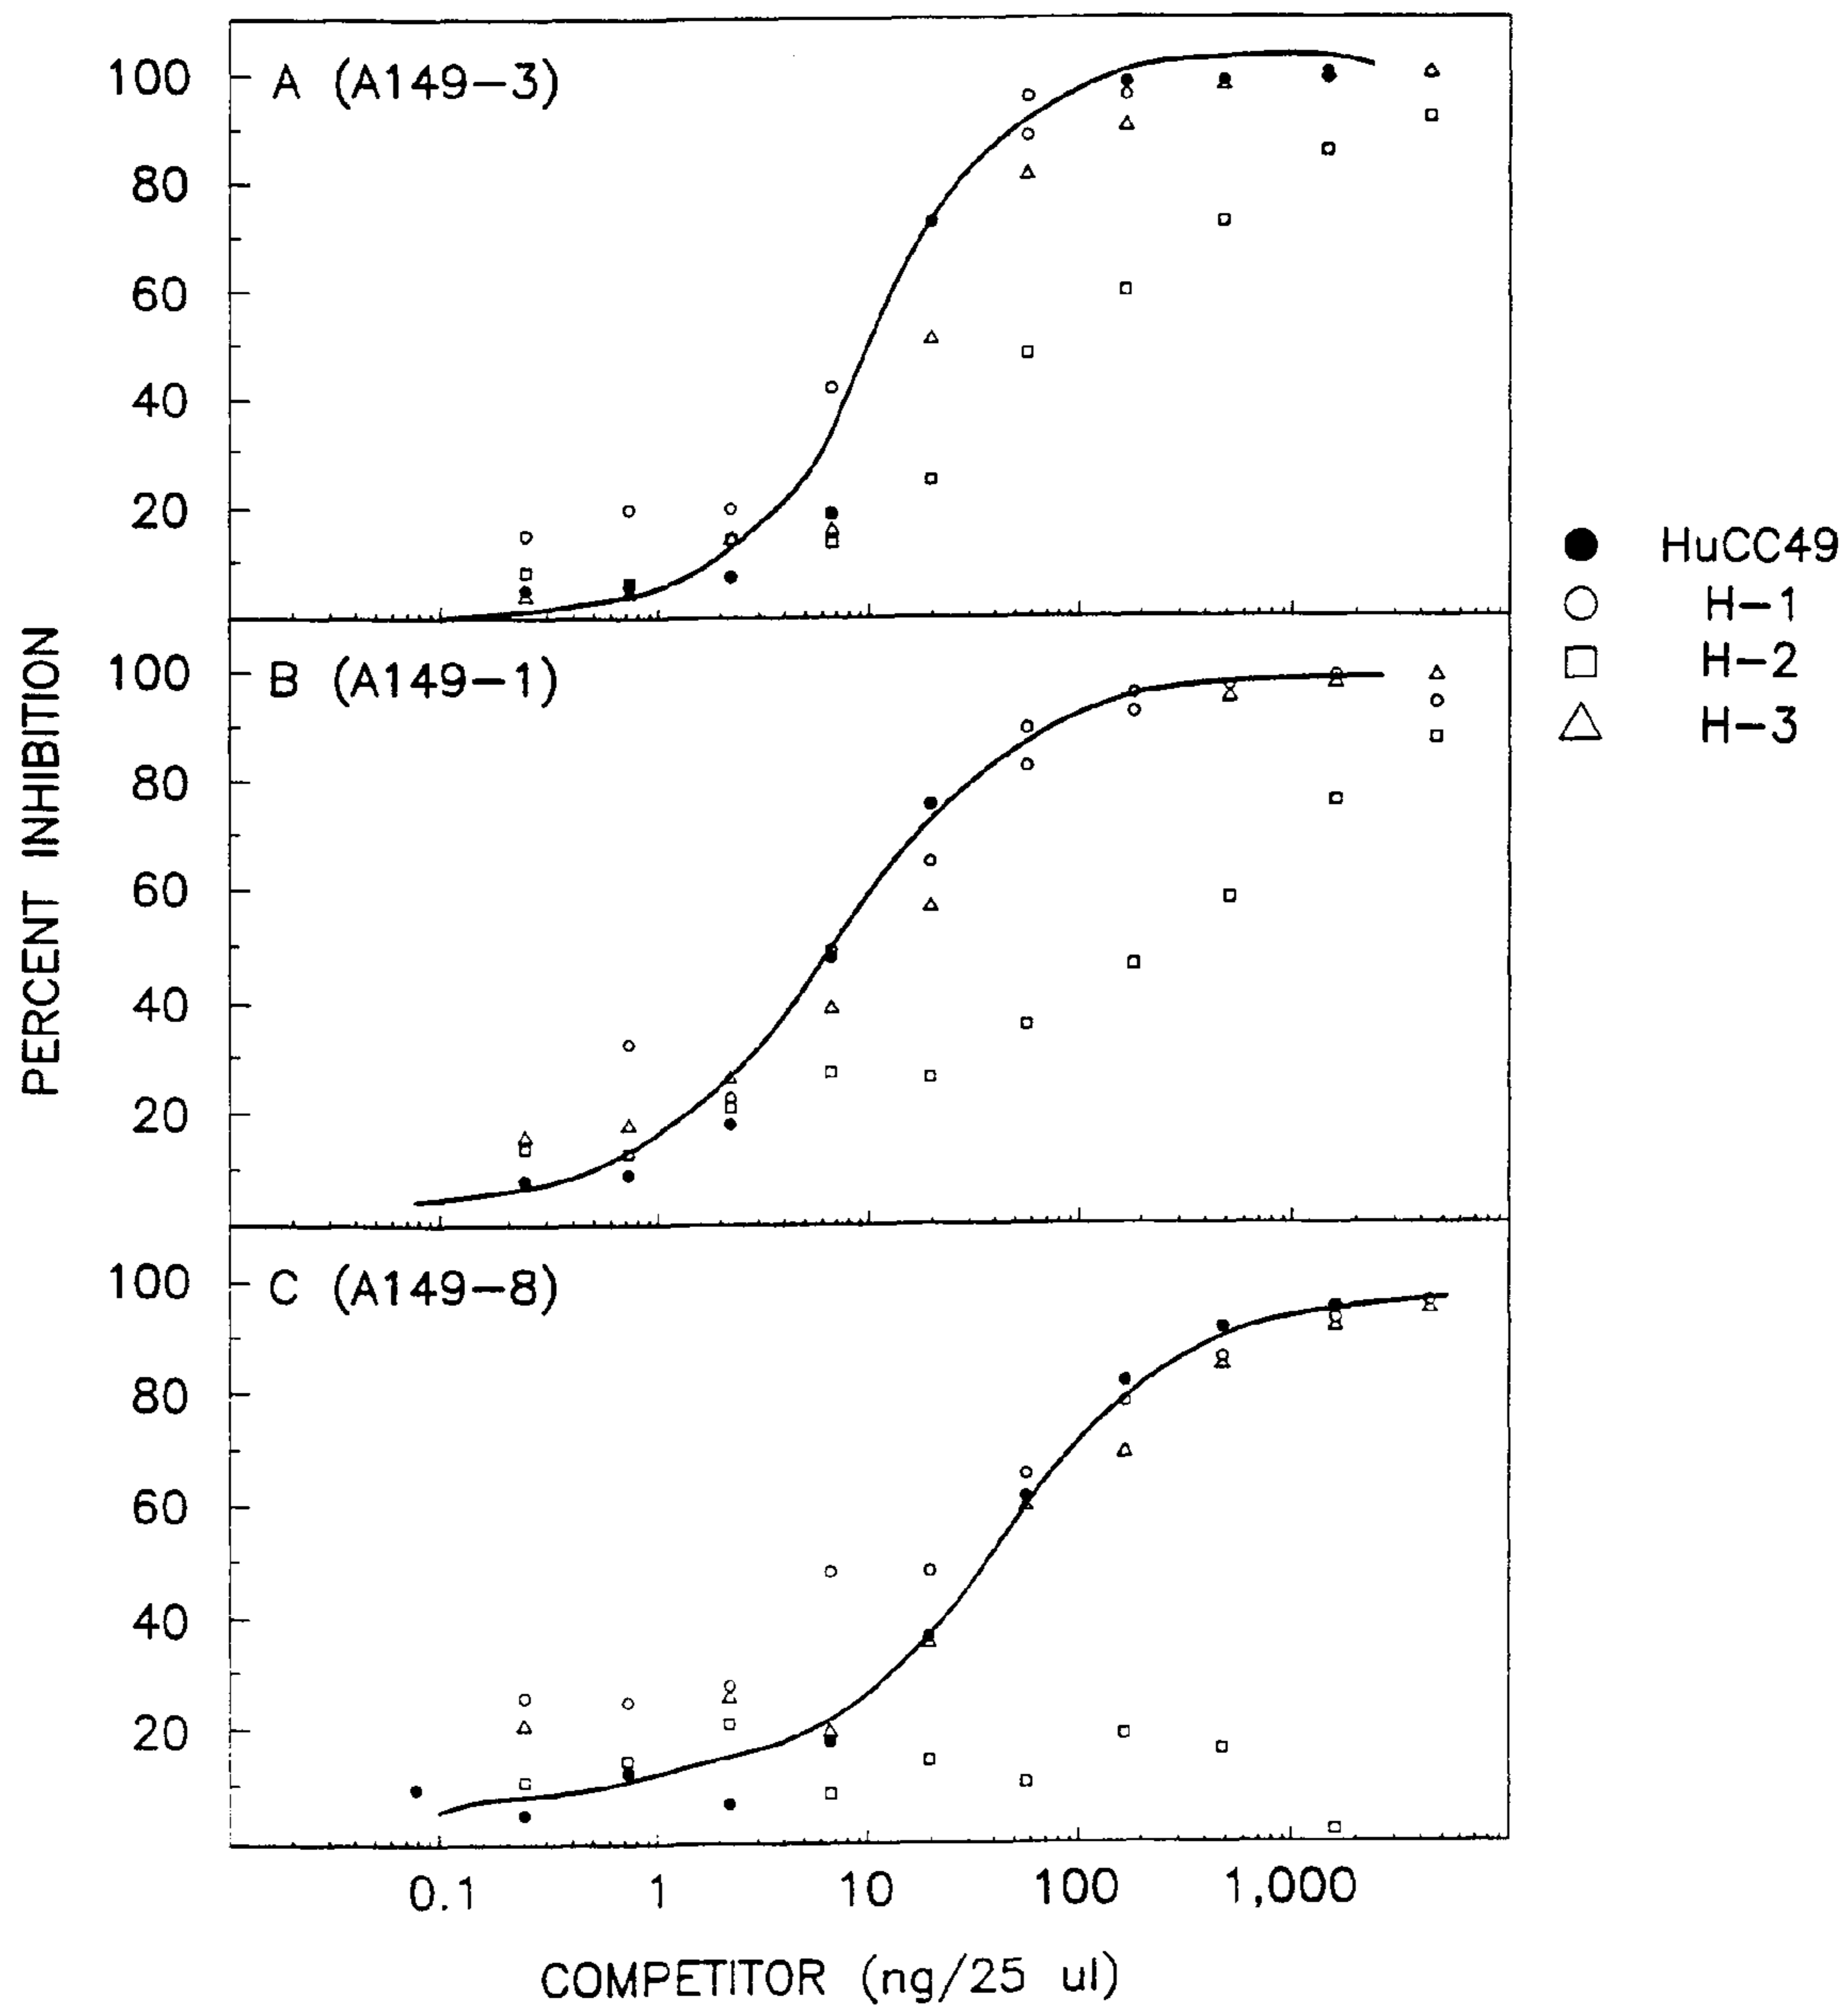 A (A149-3)
100
80
60
40
20
HuCC49
H-1
H-2
H-3
PERCENT INHIBITION
B (A149-1)
100
80
60
40
20
C (A149-8)
100
80
60
40
20
0.1 1 10 100 1,000
COMPETITOR (ng/25 ul)